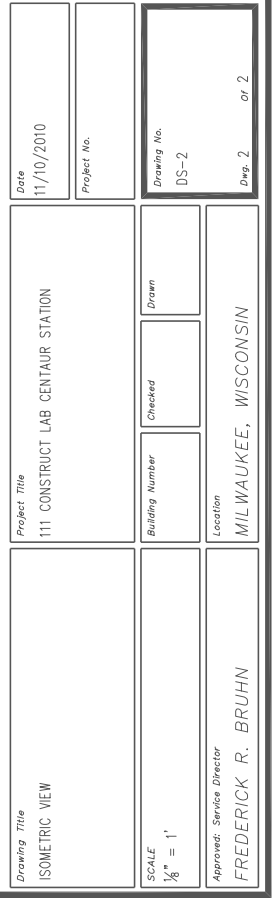 Drawing Title
ISOMETRIC VIEW
Project Title
111 CONSTRUCT LAB CENTAUR STATION
Date
11/10/2010
Project No.
SCALE
⅛" = 1'
Building Number
Checked
Drawn
Drawing No.
DS-2
Dwg. 2 Of 2
Approved: Service Director
FREDERICK R. BRUHN
Location
MILWAUKEE, WISCONSIN